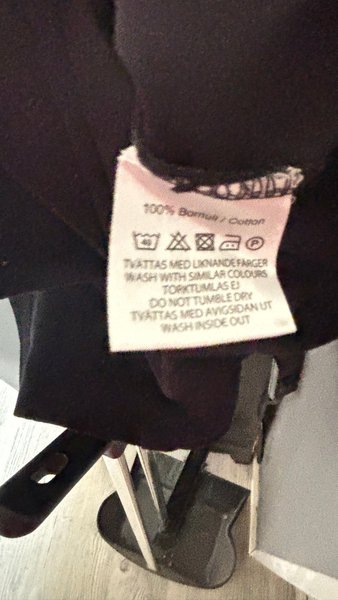 100% Bomull / Cotton
40 P
TVÄTTAS MED LIKNANDE FÄRGER
WASH WITH SIMILAR COLOURS
TORKTUMLAS EJ
DO NOT TUMBLE DRY
TVÄTTAS MED AVIGSIDAN UT
WASH INSIDE OUT